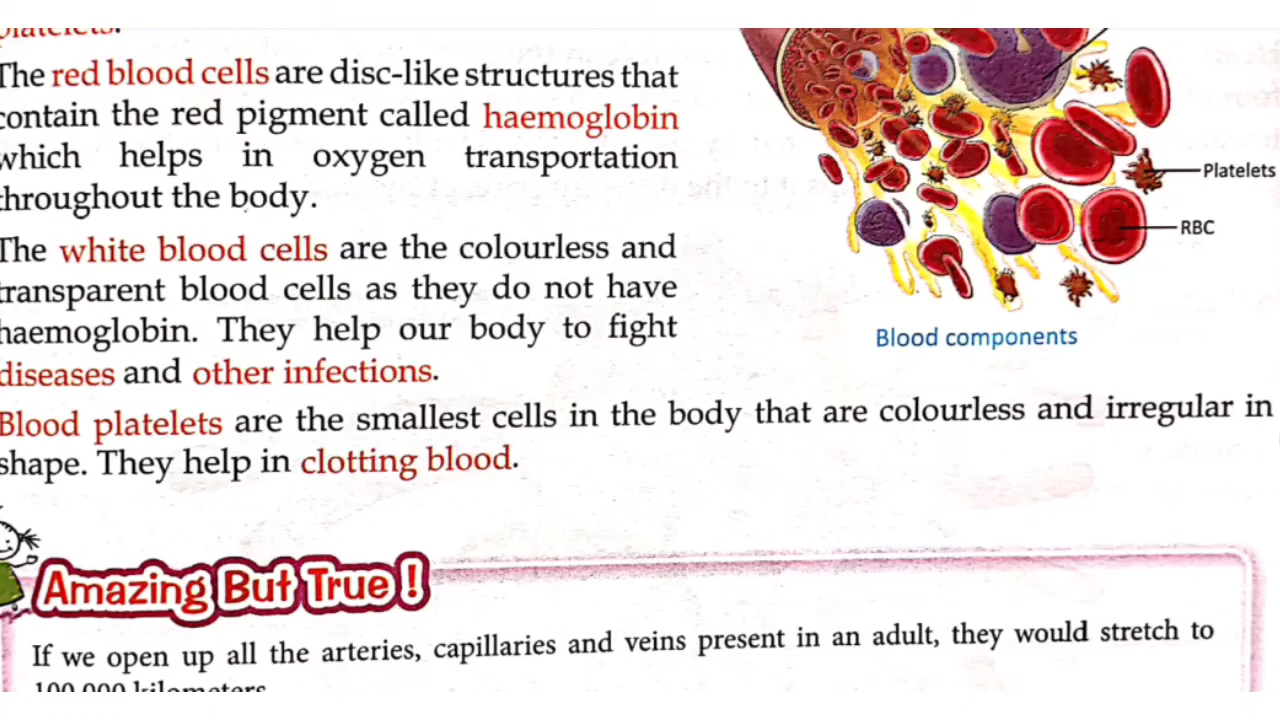 platelets.
The red blood cells are disc-like structures that
contain the red pigment called haemoglobin
which helps in oxygen transportation
throughout the body.
The white blood cells are the colourless and
transparent blood cells as they do not have
haemoglobin. They help our body to fight
diseases and other infections.
Blood platelets are the smallest cells in the body that are colourless and irregular in
shape. They help in clotting blood.
Platelets
RBC
Blood components
Amazing But True !
If we open up all the arteries, capillaries and veins present in an adult, they would stretch to
100,000 kilometers